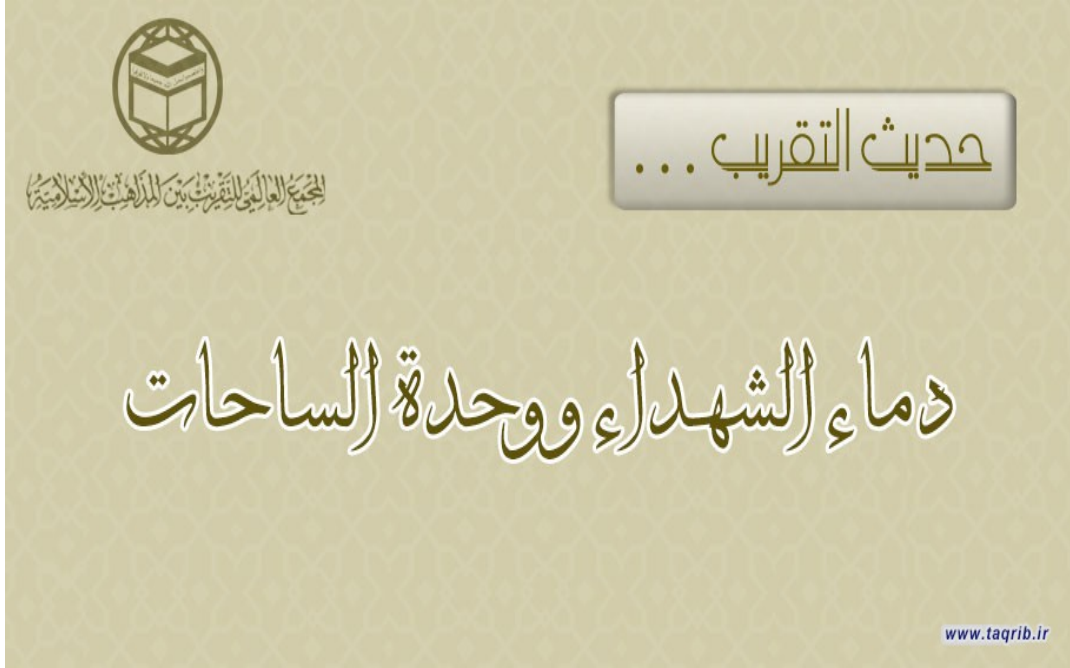 حديث التقريب ...
المجمع العالمي للتقريب بين المذاهب الإسلامية
دماء الشهداء ووحدة الساحات
www.taqrib.ir